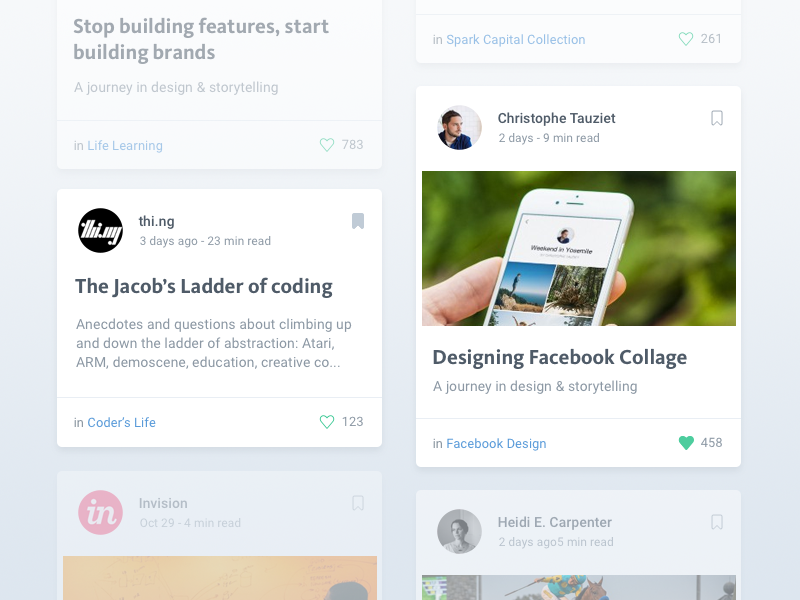 Stop building features, start
building brands
A journey in design & storytelling
in Life Learning
783
thi.ng
thi.ng
3 days ago - 23 min read
The Jacob’s Ladder of coding
Anecdotes and questions about climbing up
and down the ladder of abstraction: Atari,
ARM, demoscene, education, creative co...
in Coder’s Life
123
in
Invision
Oct 29 - 4 min read
in Spark Capital Collection
261
Christophe Tauziet
2 days - 9 min read
Weekend in Yosemite
Designing Facebook Collage
A journey in design & storytelling
in Facebook Design
458
Heidi E. Carpenter
2 days ago5 min read